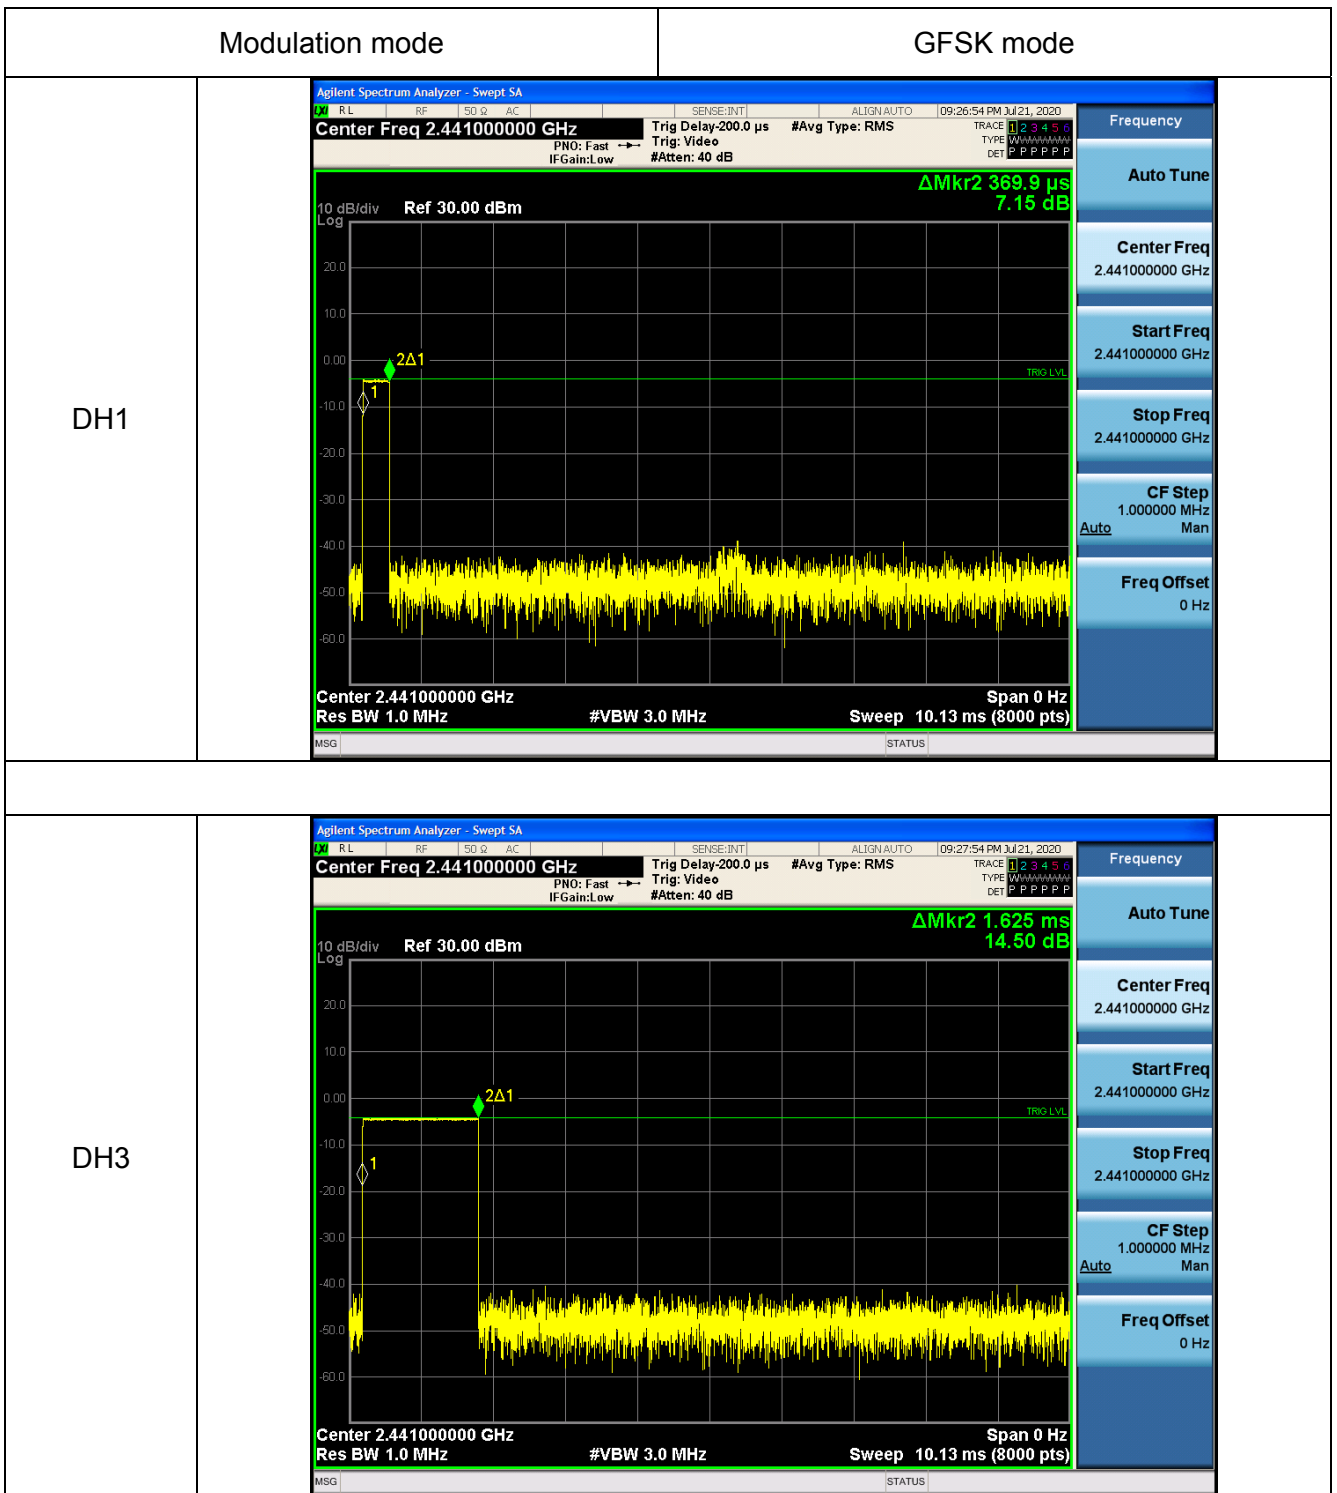 Modulation mode GFSK mode
DH1
Agilent Spectrum Analyzer - Swept SA
LXI RL RF 50 Ω AC SENSE:INT ALIGN AUTO 09:26:54 PM Jul 21, 2020
Center Freq 2.441000000 GHz Trig Delay-200.0 µs #Avg Type: RMS TRACE 1 2 3 4 5 6
PNO: Fast Trig: Video TYPE WWWWWW
IFGain:Low #Atten: 40 dB DET P P P P P P
Frequency
ΔMkr2 369.9 µs
7.15 dB
10 dB/div Ref 30.00 dBm
Log
20.0
10.0
0.00
-10.0
-20.0
-30.0
-40.0
-50.0
-60.0
2Δ1
1
TRIG LVL
Center 2.441000000 GHz Span 0 Hz
Res BW 1.0 MHz #VBW 3.0 MHz Sweep 10.13 ms (8000 pts)
MSG STATUS
Auto Tune
Center Freq
2.441000000 GHz
Start Freq
2.441000000 GHz
Stop Freq
2.441000000 GHz
CF Step
1.000000 MHz
Auto Man
Freq Offset
0 Hz
DH3
Agilent Spectrum Analyzer - Swept SA
LXI RL RF 50 Ω AC SENSE:INT ALIGN AUTO 09:27:54 PM Jul 21, 2020
Center Freq 2.441000000 GHz Trig Delay-200.0 µs #Avg Type: RMS TRACE 1 2 3 4 5 6
PNO: Fast Trig: Video TYPE WWWWWW
IFGain:Low #Atten: 40 dB DET P P P P P P
Frequency
ΔMkr2 1.625 ms
14.50 dB
10 dB/div Ref 30.00 dBm
Log
20.0
10.0
0.00
-10.0
-20.0
-30.0
-40.0
-50.0
-60.0
2Δ1
1
TRIG LVL
Center 2.441000000 GHz Span 0 Hz
Res BW 1.0 MHz #VBW 3.0 MHz Sweep 10.13 ms (8000 pts)
MSG STATUS
Auto Tune
Center Freq
2.441000000 GHz
Start Freq
2.441000000 GHz
Stop Freq
2.441000000 GHz
CF Step
1.000000 MHz
Auto Man
Freq Offset
0 Hz